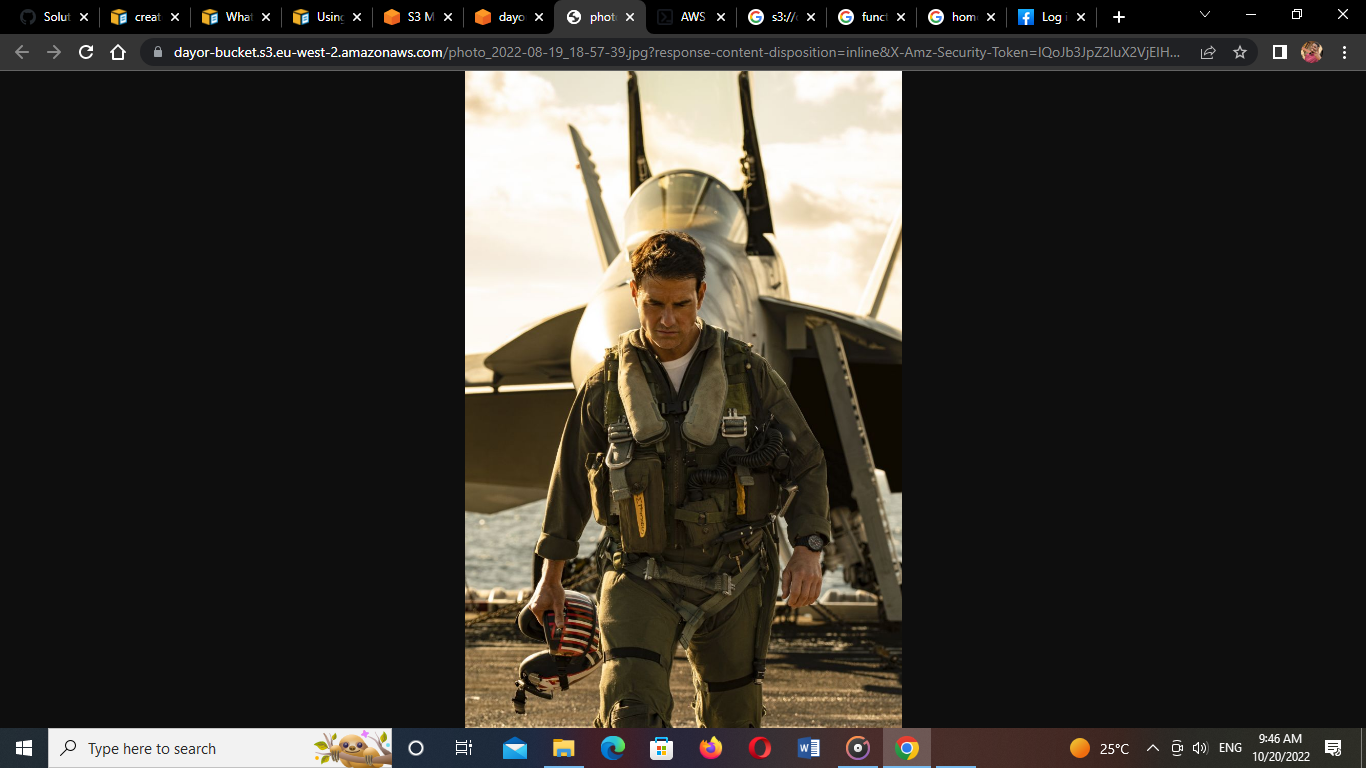 Solut
creat
What
Using
S3 M
dayo
phot
AWS
s3://
funct
hom
Log i
dayor-bucket.s3.eu-west-2.amazonaws.com/photo_2022-08-19_18-57-39.jpg?response-content-disposition=inline&X-Amz-Security-Token=IQoJb3JpZ2luX2VjEIH...
Type here to search
25°C
ENG
9:46 AM
10/20/2022